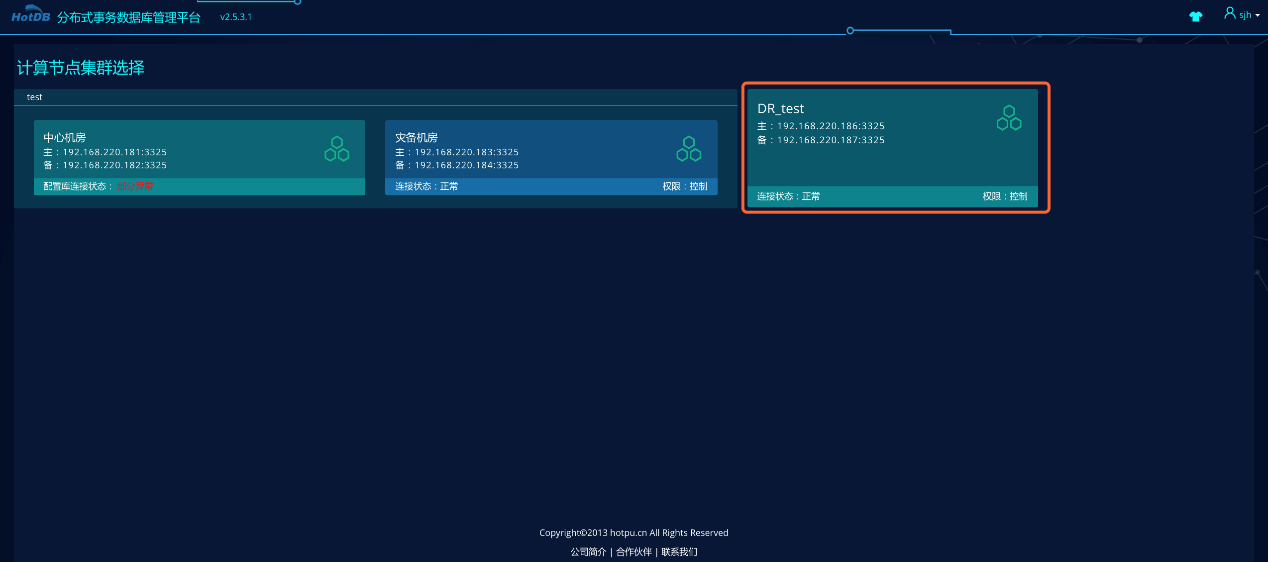 HotDB 分布式事务数据库管理平台 v2.5.3.1 sjh
计算节点集群选择
test
中心机房
主：192.168.220.181:3325
备：192.168.220.182:3325
配置库连接状态：
灾备机房
主：192.168.220.183:3325
备：192.168.220.184:3325
连接状态：正常 权限：控制
DR_test
主：192.168.220.186:3325
备：192.168.220.187:3325
连接状态：正常 权限：控制
Copyright©2013 hotpu.cn All Rights Reserved
公司简介 | 合作伙伴 | 联系我们